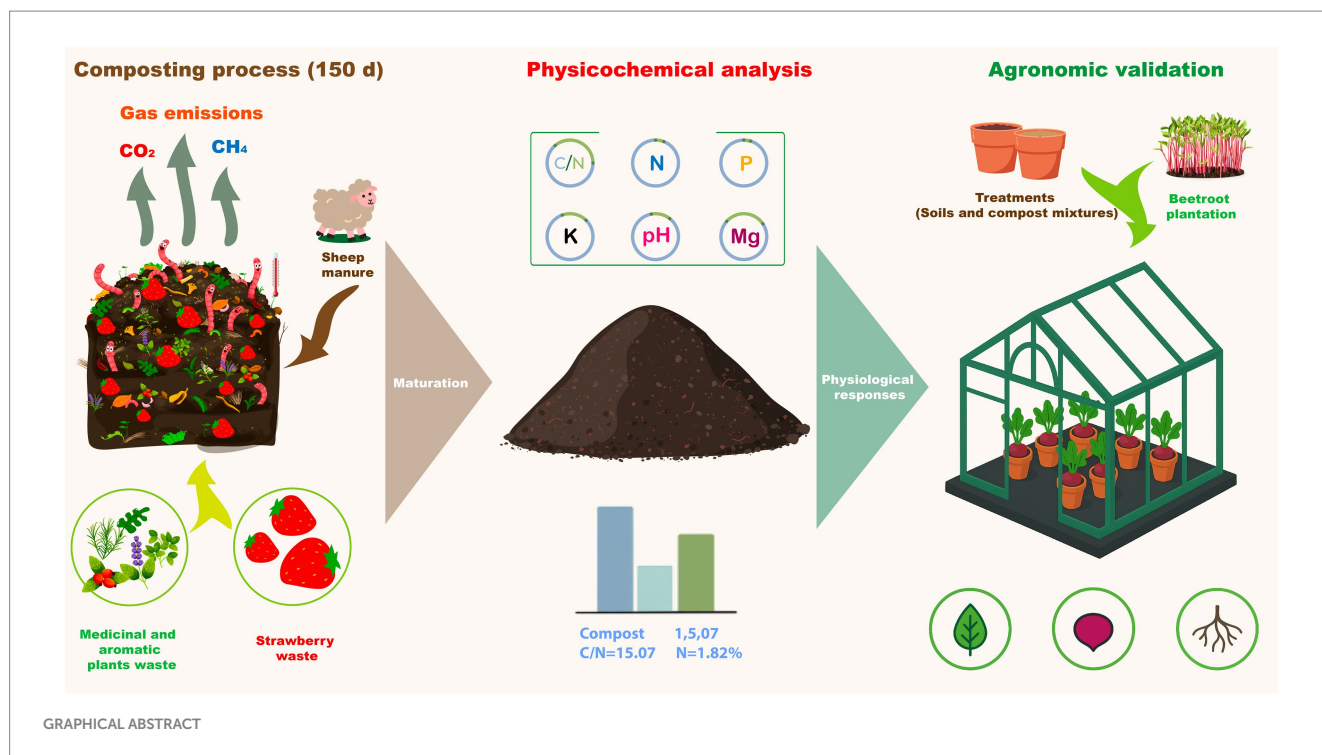 Composting process (150 d)
Gas emissions
CO₂
CH₄
Sheep
manure
Medicinal and
aromatic
plants waste
Strawberry
waste
Maturation
Physicochemical analysis
C/N
N
P
K
pH
Mg
Compost 1,5,07
C/N=15.07 N=1.82%
Physiological
responses
Agronomic validation
Treatments
(Soils and compost mixtures)
Beetroot
plantation
GRAPHICAL ABSTRACT